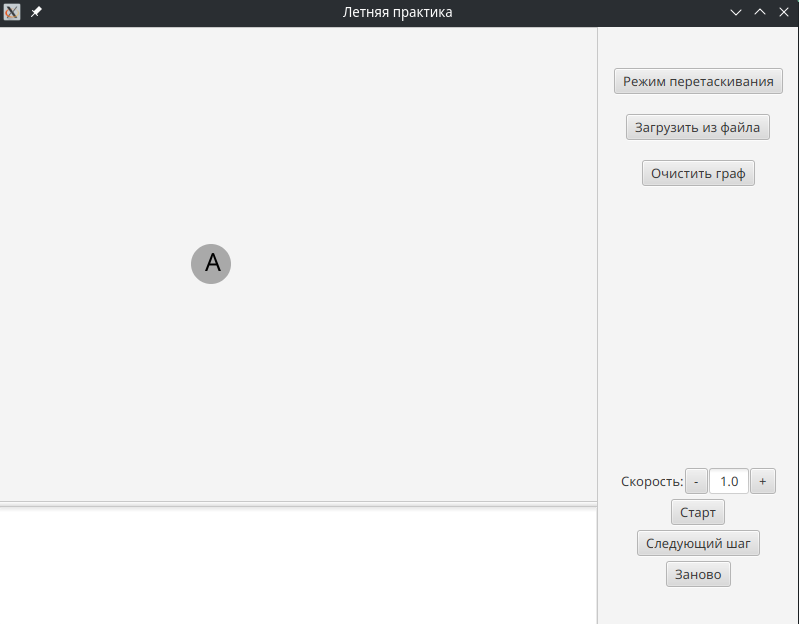 Летняя практика
Режим перетаскивания
Загрузить из файла
Очистить граф
A
Скорость: - 1.0 +
Старт
Следующий шаг
Заново